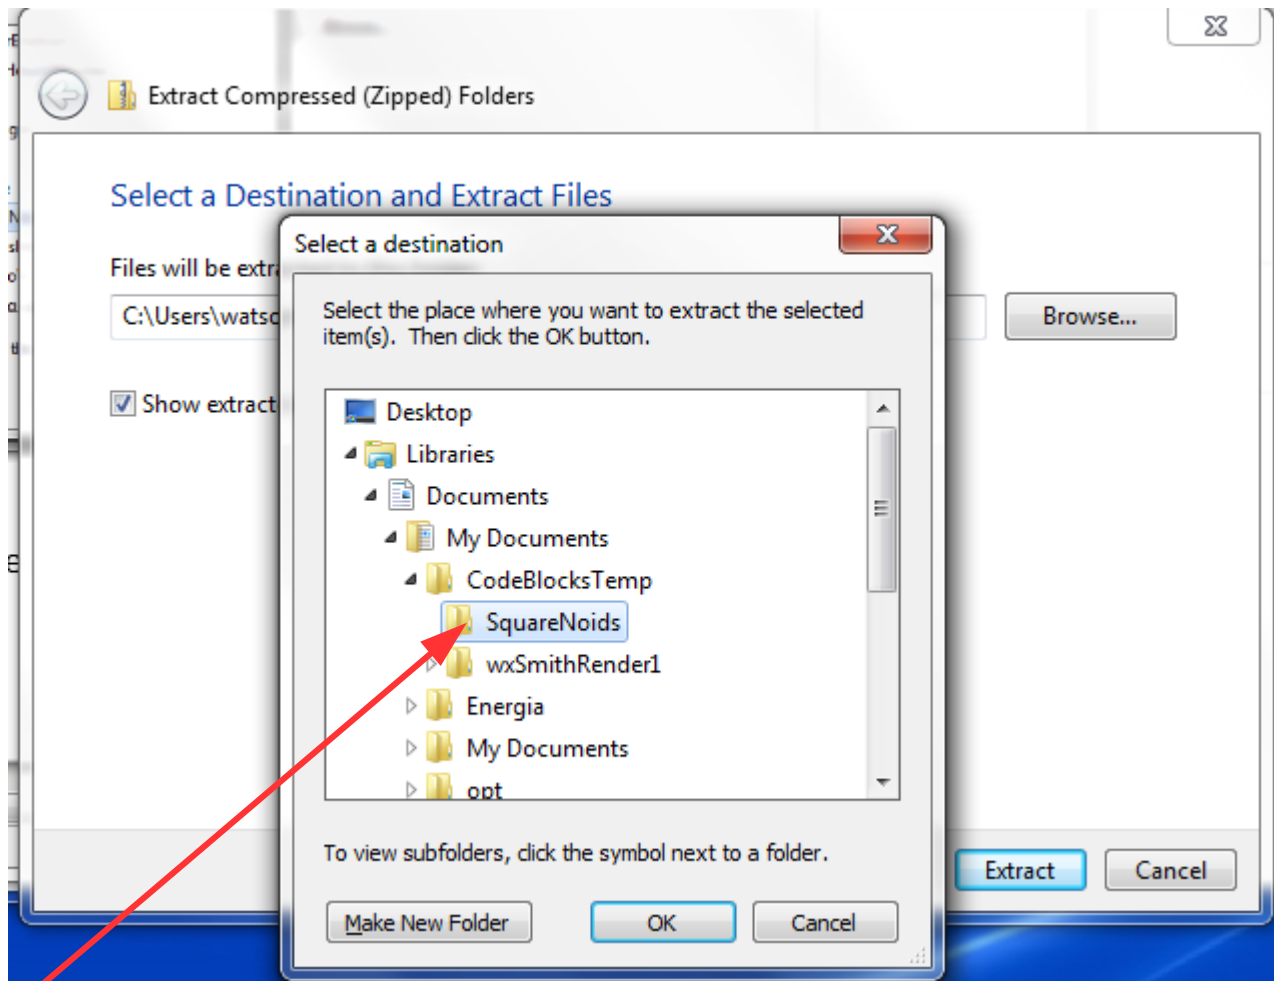 Extract Compressed (Zipped) Folders
Select a Destination and Extract Files
Select a destination
Files will be extr
Select the place where you want to extract the selected
item(s). Then click the OK button.
C:\Users\watso
Browse...
Show extract
Desktop
Libraries
Documents
My Documents
CodeBlocksTemp
SquareNoids
wxSmithRender1
Energia
My Documents
opt
To view subfolders, click the symbol next to a folder.
Extract
Cancel
Make New Folder
OK
Cancel